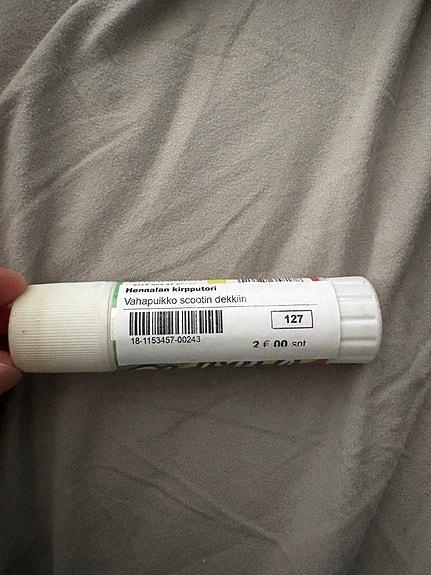 Hennalan kirpputori
Vahapuikko scootin dekkiin
127
18-1153457-00243
2 € 00 snt